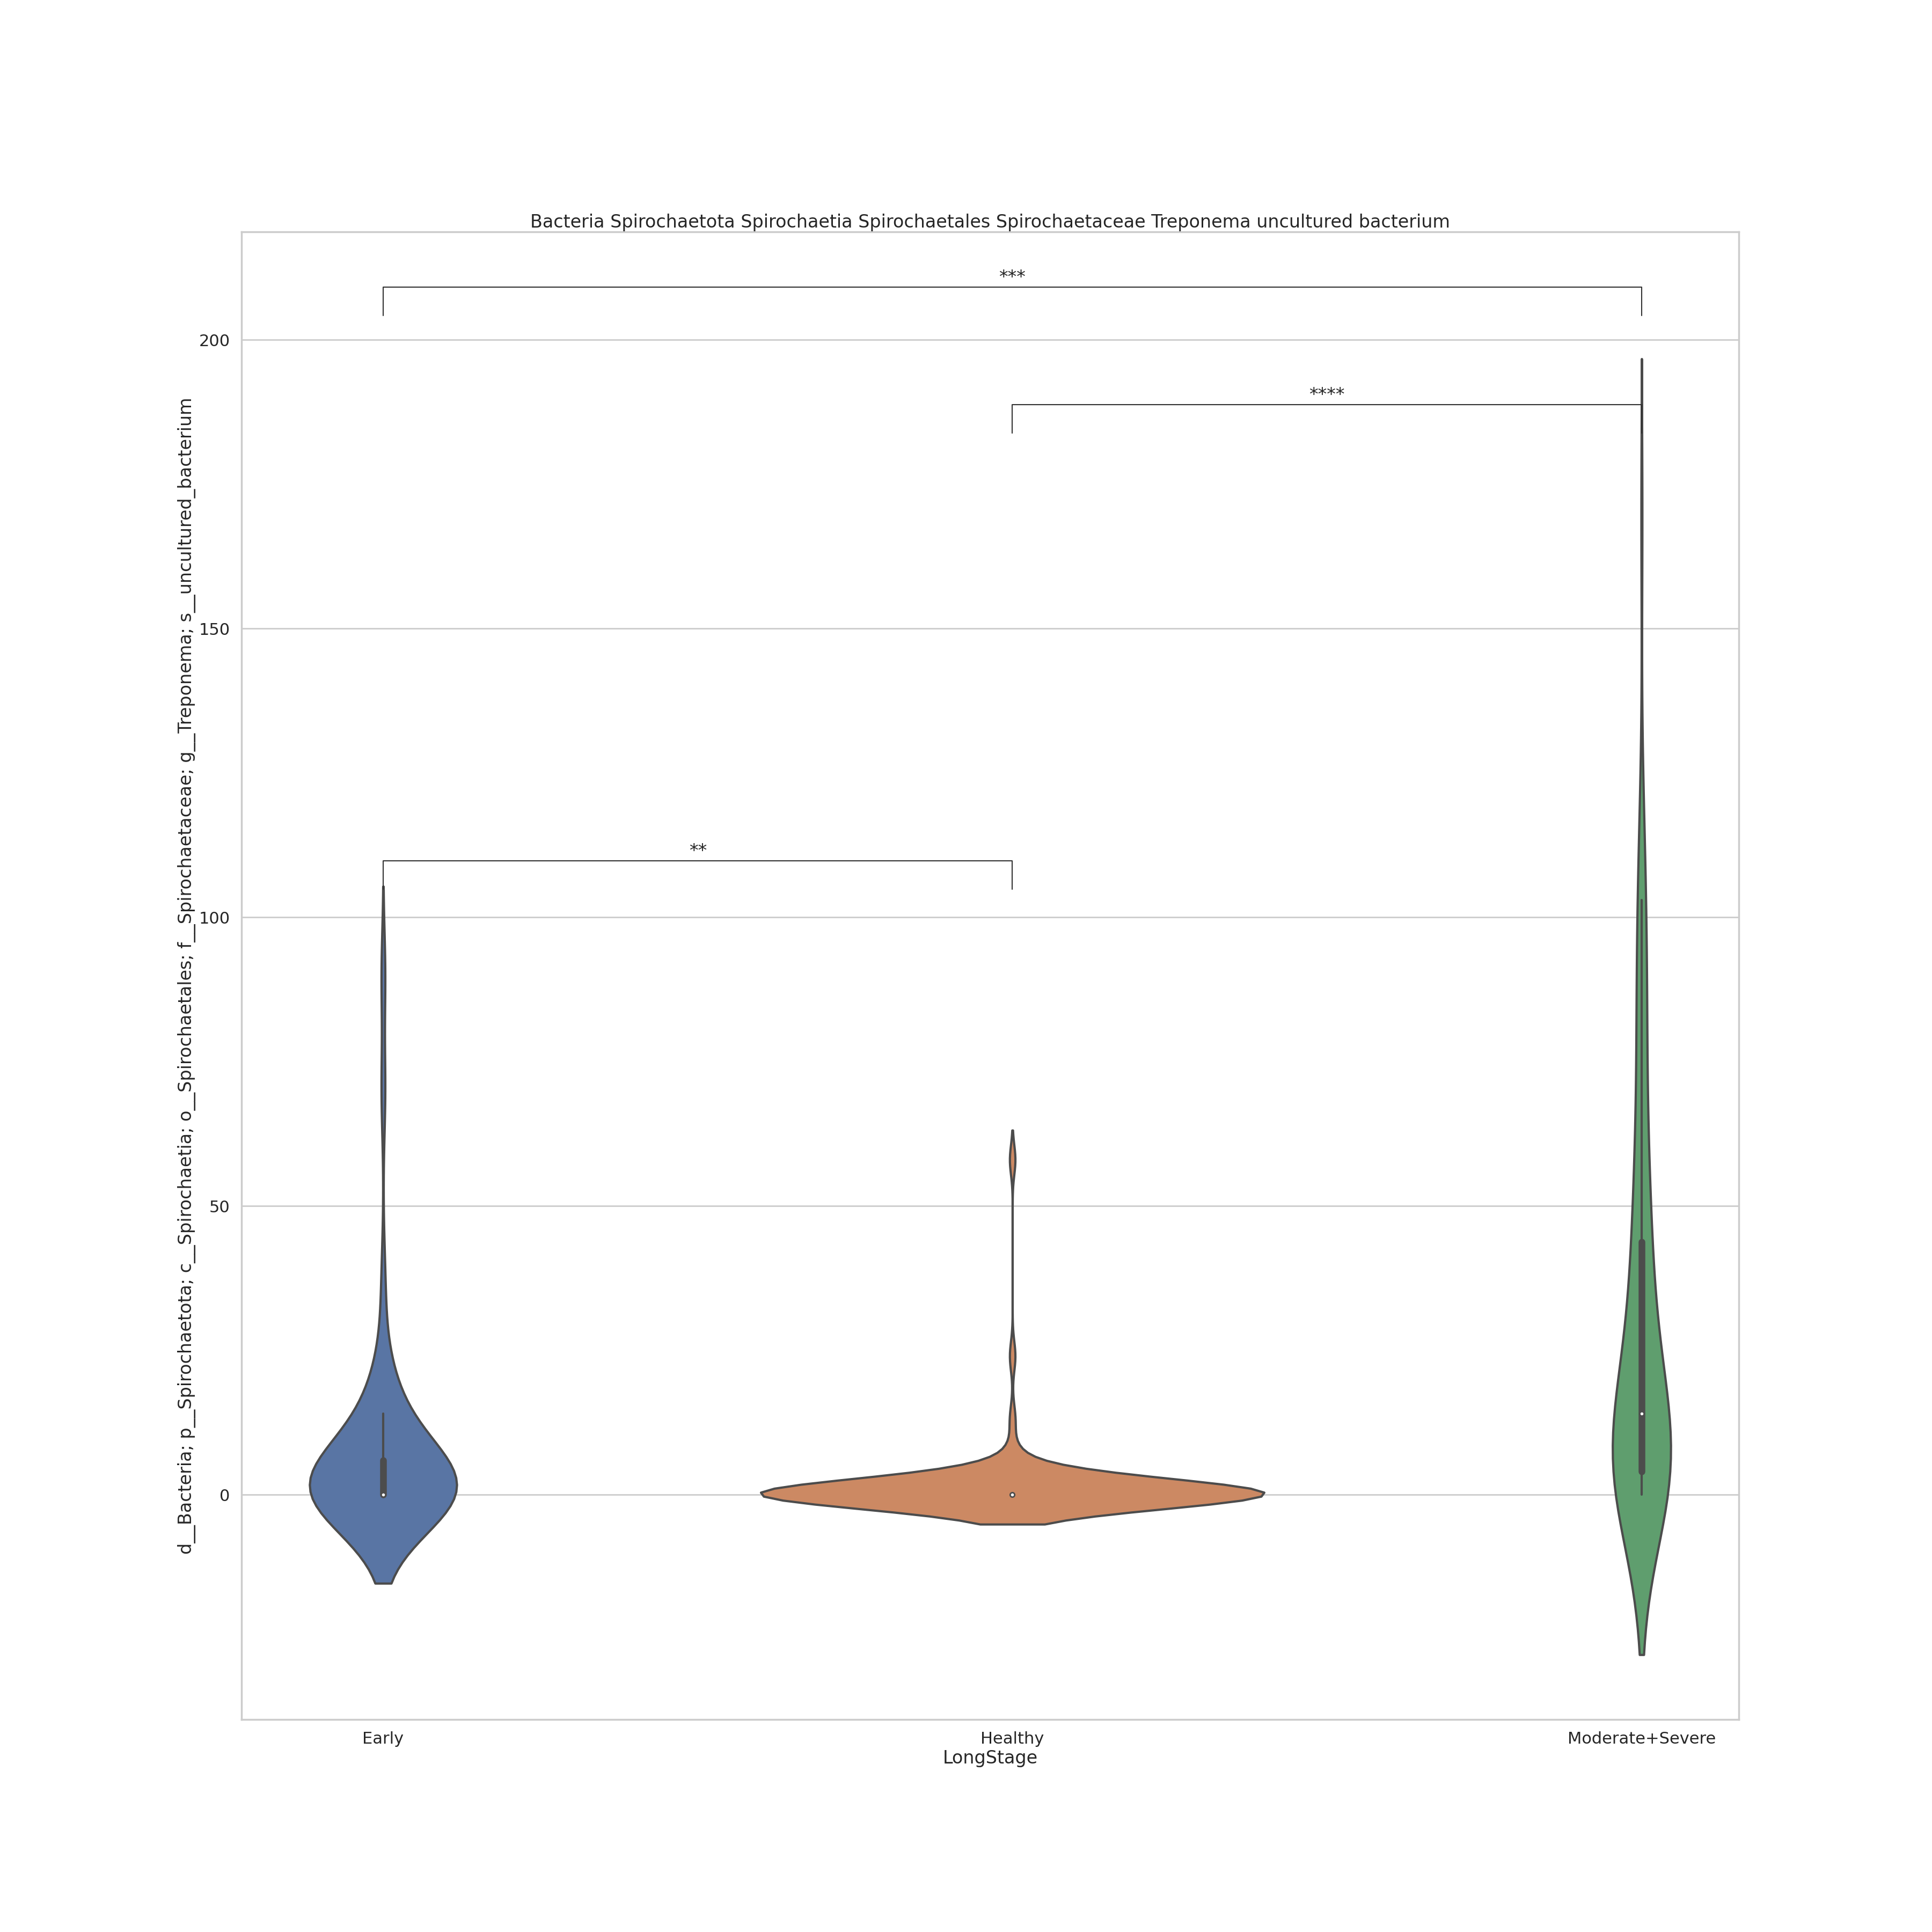 Bacteria Spirochaetota Spirochaetia Spirochaetales Spirochaetaceae Treponema uncultured bacterium
d__Bacteria; p__Spirochaetota; c__Spirochaetia; o__Spirochaetales; f__Spirochaetaceae; g__Treponema; s__uncultured_bacterium
***
200
****
150
**
100
50
0
Early Healthy Moderate+Severe
LongStage